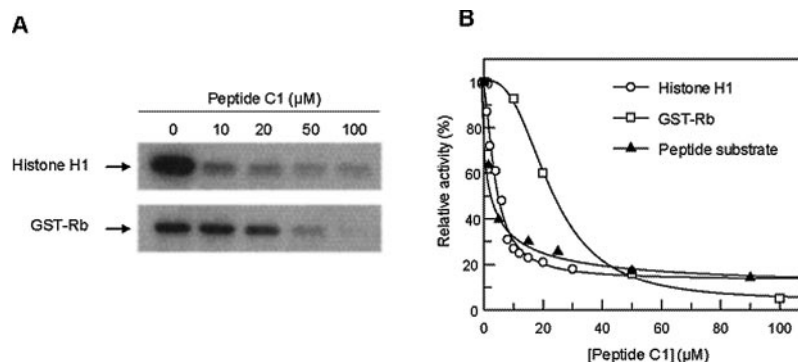 A
Peptide C1 (µM)
0 10 20 50 100
Histone H1
GST-Rb
B
Relative activity (%)
100
80
60
40
20
0
Histone H1
GST-Rb
Peptide substrate
0 20 40 60 80 100
[Peptide C1] (µM)